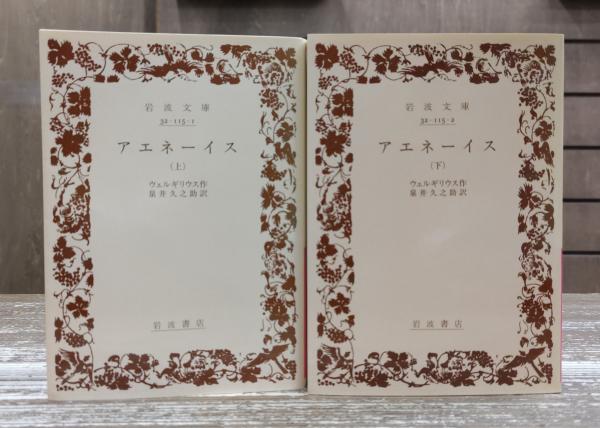 岩波文庫
32-115-1
アエネーイス
(上)
ウェルギリウス作
泉井久之助訳
岩波書店
岩波文庫
32-115-2
アエネーイス
(下)
ウェルギリウス作
泉井久之助訳
岩波書店